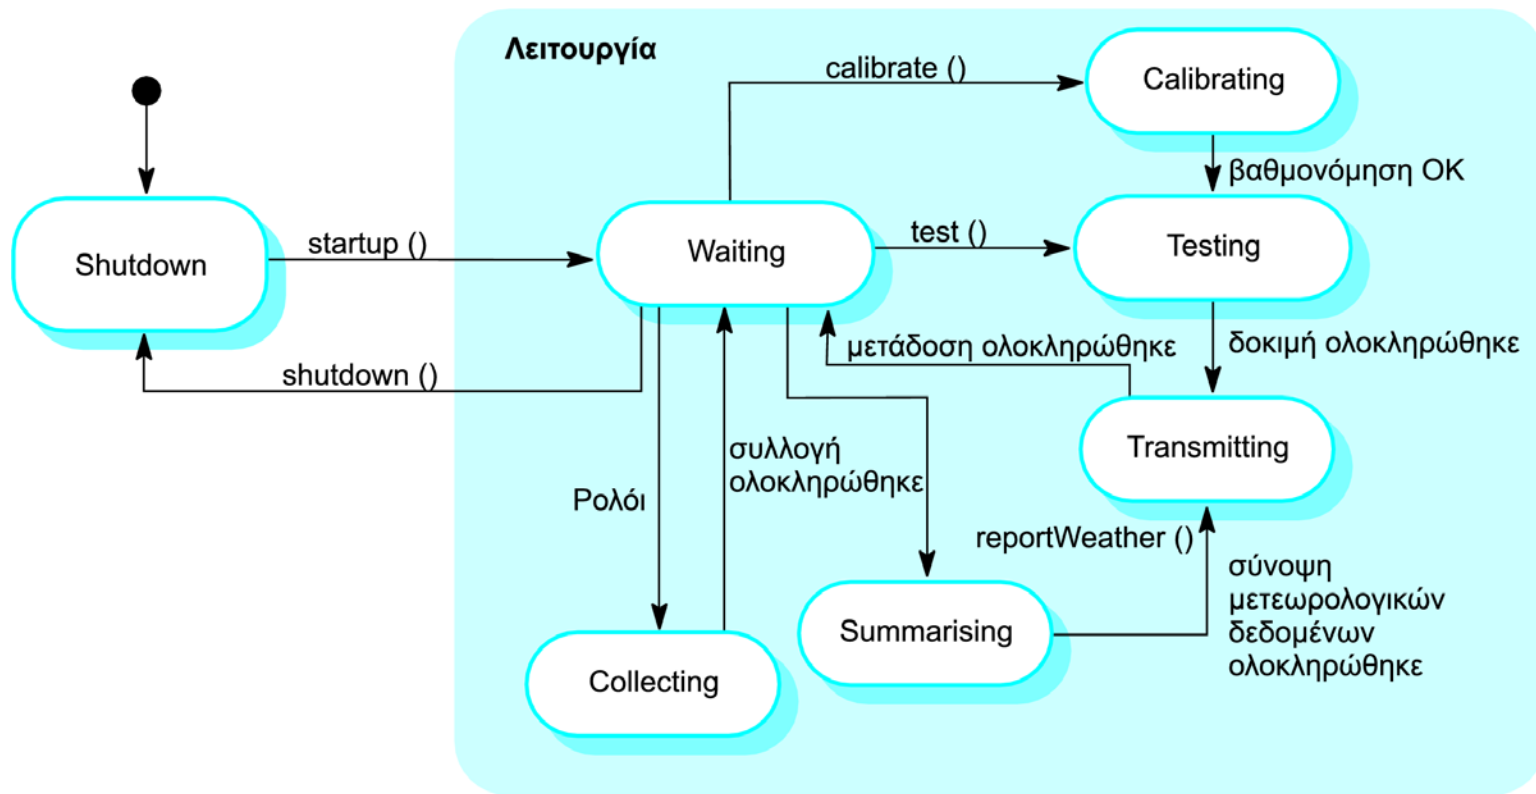 Λειτουργία
calibrate ()
Calibrating
βαθμονόμηση OK
Shutdown
startup ()
Waiting
test ()
Testing
shutdown ()
μετάδοση ολοκληρώθηκε
δοκιμή ολοκληρώθηκε
Transmitting
Ρολόι
συλλογή
ολοκληρώθηκε
reportWeather ()
σύνοψη
μετεωρολογικών
δεδομένων
ολοκληρώθηκε
Summarising
Collecting